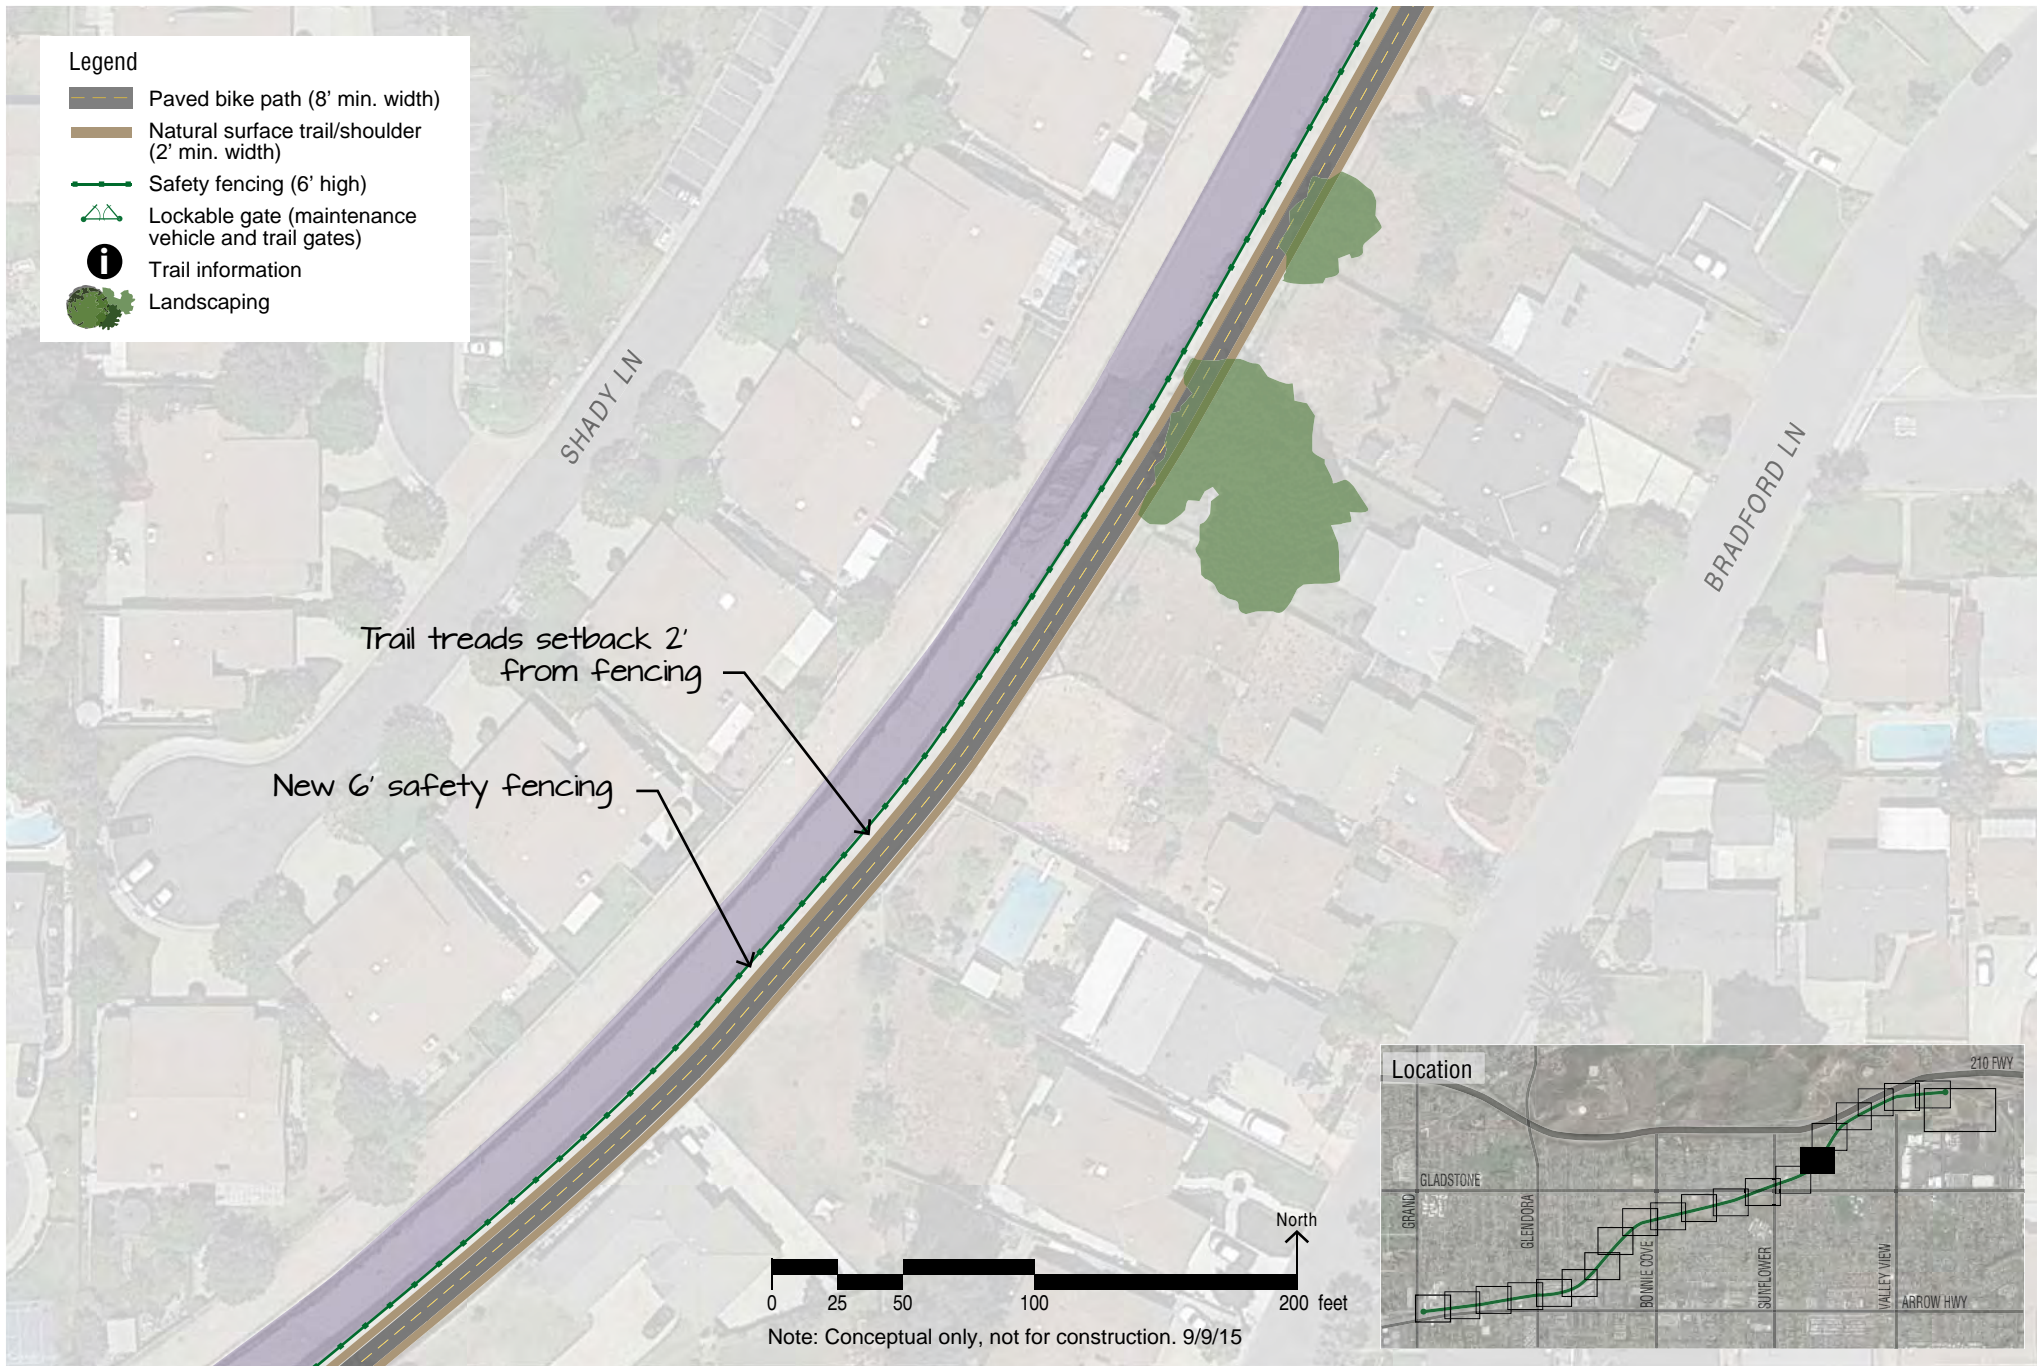 Legend
Paved bike path (8' min. width)
Natural surface trail/shoulder
(2' min. width)
Safety fencing (6' high)
Lockable gate (maintenance
vehicle and trail gates)
i
Trail information
Landscaping
SHADY LN
BRADFORD LN
Trail treads setback 2'
from fencing
New 6' safety fencing
North
0 25 50 100 200 feet
Note: Conceptual only, not for construction. 9/9/15
Location
210 FWY
GLADSTONE
GRAND
GLENDORA
BONNIE COVE
SUNFLOWER
VALLEY VIEW
ARROW HWY